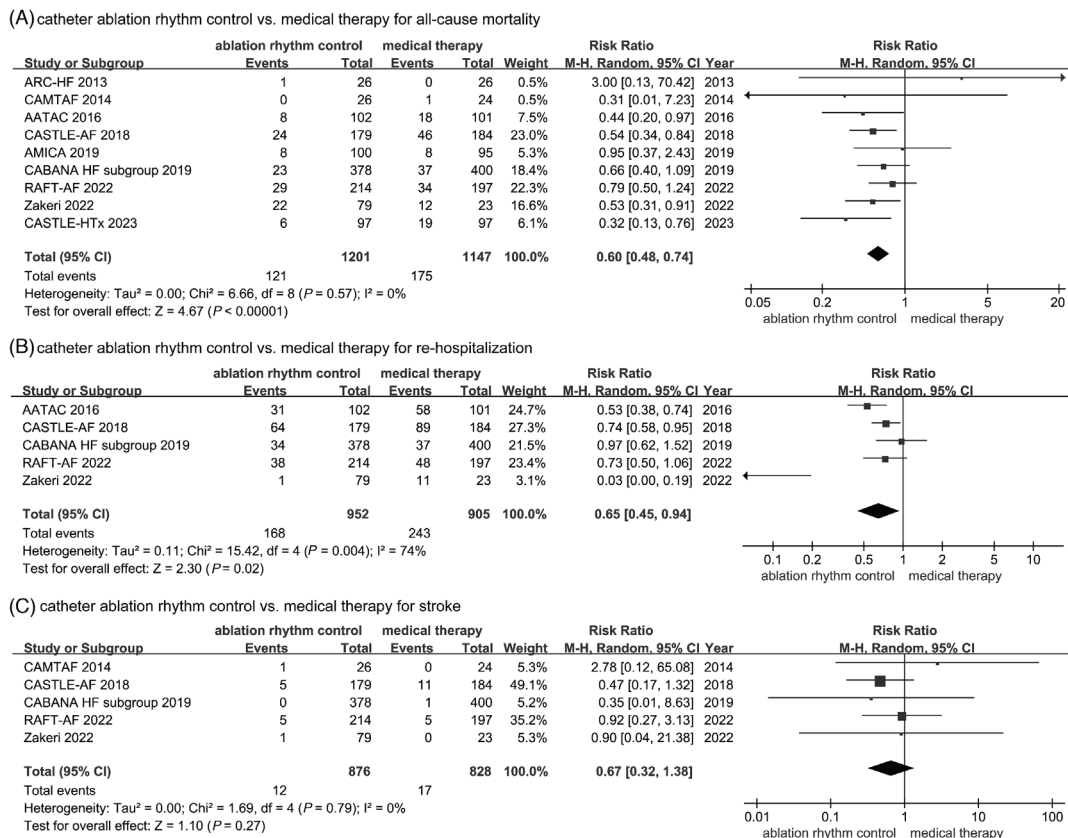 (A) catheter ablation rhythm control vs. medical therapy for all-cause mortality
ablation rhythm control medical therapy Risk Ratio Risk Ratio
Study or Subgroup Events Total Events Total Weight M-H, Random, 95% CI Year M-H, Random, 95% CI
ARC-HF 2013 1 26 0 26 0.5% 3.00 [0.13, 70.42] 2013
CAMTAF 2014 0 26 1 24 0.5% 0.31 [0.01, 7.23] 2014
AATAC 2016 8 102 18 101 7.5% 0.44 [0.20, 0.97] 2016
CASTLE-AF 2018 24 179 46 184 23.0% 0.54 [0.34, 0.84] 2018
AMICA 2019 8 100 8 95 5.3% 0.95 [0.37, 2.43] 2019
CABANA HF subgroup 2019 23 378 37 400 18.4% 0.66 [0.40, 1.09] 2019
RAFT-AF 2022 29 214 34 197 22.3% 0.79 [0.50, 1.24] 2022
Zakeri 2022 22 79 12 23 16.6% 0.53 [0.31, 0.91] 2022
CASTLE-HTx 2023 6 97 19 97 6.1% 0.32 [0.13, 0.76] 2023
Total (95% CI) 1201 1147 100.0% 0.60 [0.48, 0.74]
Total events 121 175
Heterogeneity: Tau² = 0.00; Chi² = 6.66, df = 8 (P = 0.57); I² = 0%
Test for overall effect: Z = 4.67 (P < 0.00001)
0.05 0.2 1 5 20
ablation rhythm control medical therapy
(B) catheter ablation rhythm control vs. medical therapy for re-hospitalization
ablation rhythm control medical therapy Risk Ratio Risk Ratio
Study or Subgroup Events Total Events Total Weight M-H, Random, 95% CI Year M-H, Random, 95% CI
AATAC 2016 31 102 58 101 24.7% 0.53 [0.38, 0.74] 2016
CASTLE-AF 2018 64 179 89 184 27.3% 0.74 [0.58, 0.95] 2018
CABANA HF subgroup 2019 34 378 37 400 21.5% 0.97 [0.62, 1.52] 2019
RAFT-AF 2022 38 214 48 197 23.4% 0.73 [0.50, 1.06] 2022
Zakeri 2022 1 79 11 23 3.1% 0.03 [0.00, 0.19] 2022
Total (95% CI) 952 905 100.0% 0.65 [0.45, 0.94]
Total events 168 243
Heterogeneity: Tau² = 0.11; Chi² = 15.42, df = 4 (P = 0.004); I² = 74%
Test for overall effect: Z = 2.30 (P = 0.02)
0.1 0.2 0.5 1 2 5 10
ablation rhythm control medical therapy
(C) catheter ablation rhythm control vs. medical therapy for stroke
ablation rhythm control medical therapy Risk Ratio Risk Ratio
Study or Subgroup Events Total Events Total Weight M-H, Random, 95% CI Year M-H, Random, 95% CI
CAMTAF 2014 1 26 0 24 5.3% 2.78 [0.12, 65.08] 2014
CASTLE-AF 2018 5 179 11 184 49.1% 0.47 [0.17, 1.32] 2018
CABANA HF subgroup 2019 0 378 1 400 5.2% 0.35 [0.01, 8.63] 2019
RAFT-AF 2022 5 214 5 197 35.2% 0.92 [0.27, 3.13] 2022
Zakeri 2022 1 79 0 23 5.3% 0.90 [0.04, 21.38] 2022
Total (95% CI) 876 828 100.0% 0.67 [0.32, 1.38]
Total events 12 17
Heterogeneity: Tau² = 0.00; Chi² = 1.69, df = 4 (P = 0.79); I² = 0%
Test for overall effect: Z = 1.10 (P = 0.27)
0.01 0.1 1 10 100
ablation rhythm control medical therapy